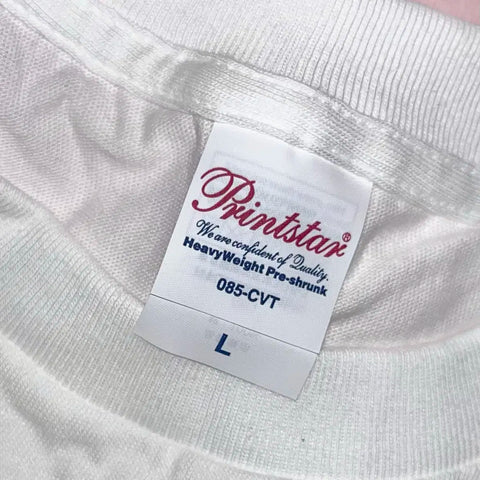 Printstar®
We are confident of Quality.
HeavyWeight Pre-shrunk
085-CVT
L